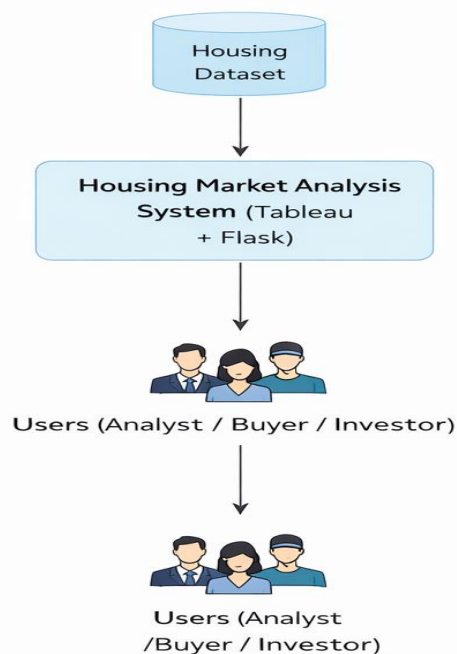 Housing
Dataset
Housing Market Analysis
System (Tableau
+ Flask)
Users (Analyst / Buyer / Investor)
Users (Analyst
/Buyer / Investor)